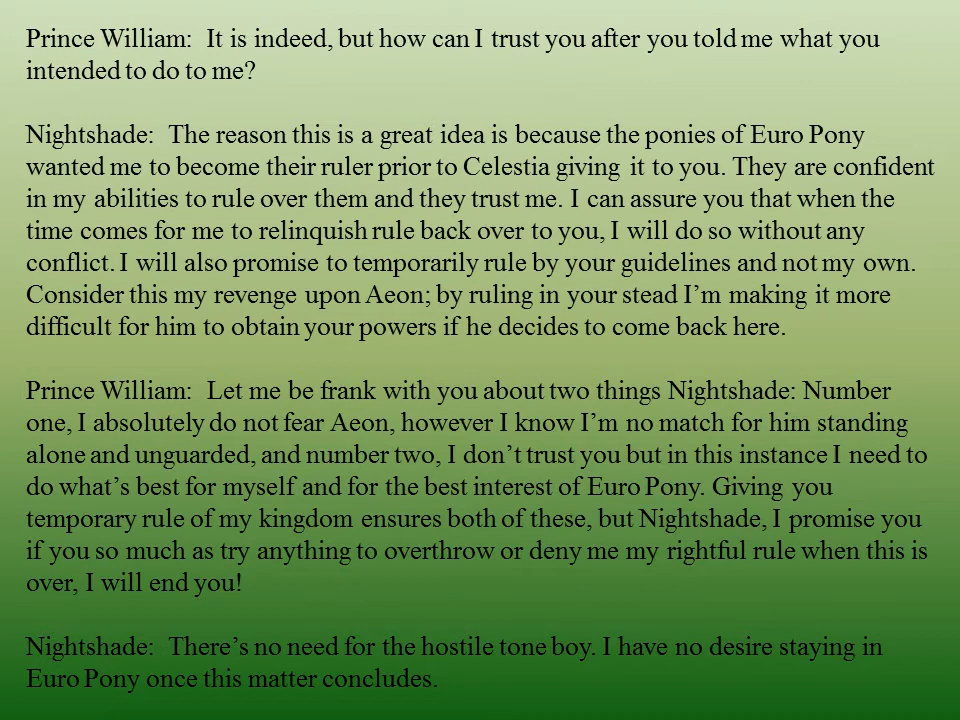 Prince William:  It is indeed, but how can I trust you after you told me what you
intended to do to me?
Nightshade:  The reason this is a great idea is because the ponies of Euro Pony
wanted me to become their ruler prior to Celestia giving it to you. They are confident
in my abilities to rule over them and they trust me. I can assure you that when the
time comes for me to relinquish rule back over to you, I will do so without any
conflict. I will also promise to temporarily rule by your guidelines and not my own.
Consider this my revenge upon Aeon; by ruling in your stead I’m making it more
difficult for him to obtain your powers if he decides to come back here.
Prince William:  Let me be frank with you about two things Nightshade: Number
one, I absolutely do not fear Aeon, however I know I’m no match for him standing
alone and unguarded, and number two, I don’t trust you but in this instance I need to
do what’s best for myself and for the best interest of Euro Pony. Giving you
temporary rule of my kingdom ensures both of these, but Nightshade, I promise you
if you so much as try anything to overthrow or deny me my rightful rule when this is
over, I will end you!
Nightshade:  There’s no need for the hostile tone boy. I have no desire staying in
Euro Pony once this matter concludes.